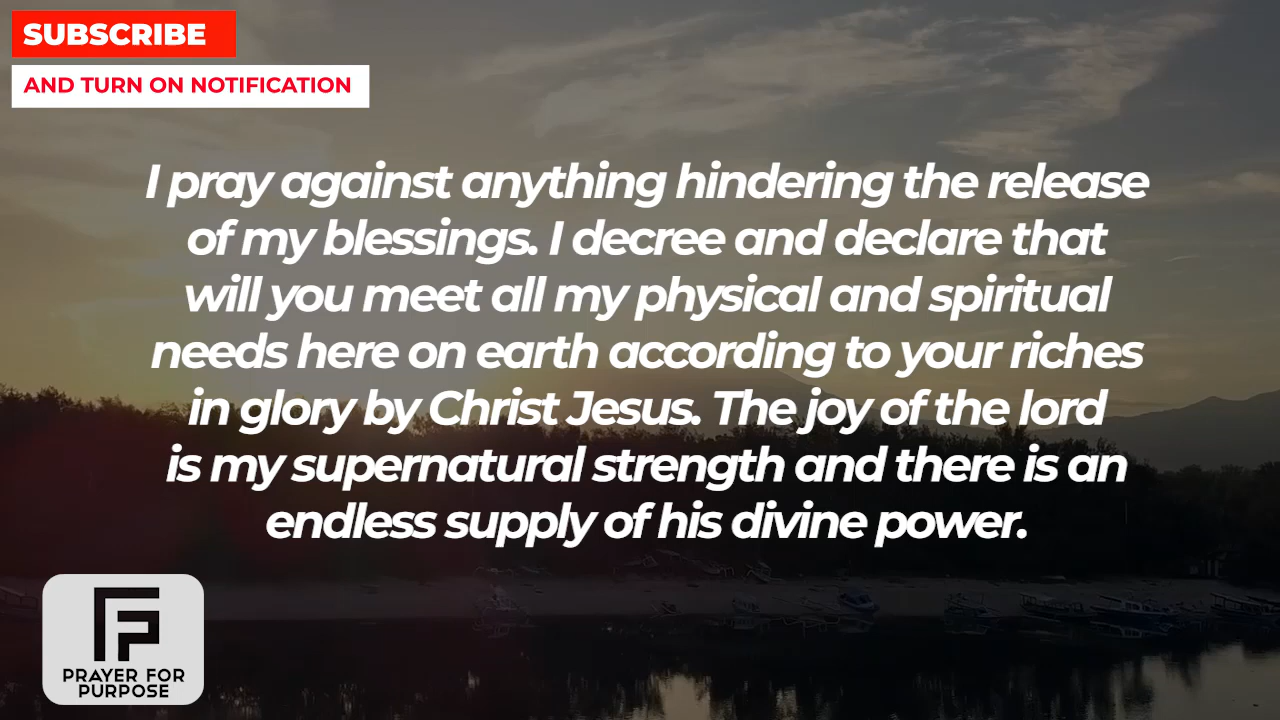 SUBSCRIBE
AND TURN ON NOTIFICATION
I pray against anything hindering the release
of my blessings. I decree and declare that
will you meet all my physical and spiritual
needs here on earth according to your riches
in glory by Christ Jesus. The joy of the lord
is my supernatural strength and there is an
endless supply of his divine power.
PRAYER FOR
PURPOSE